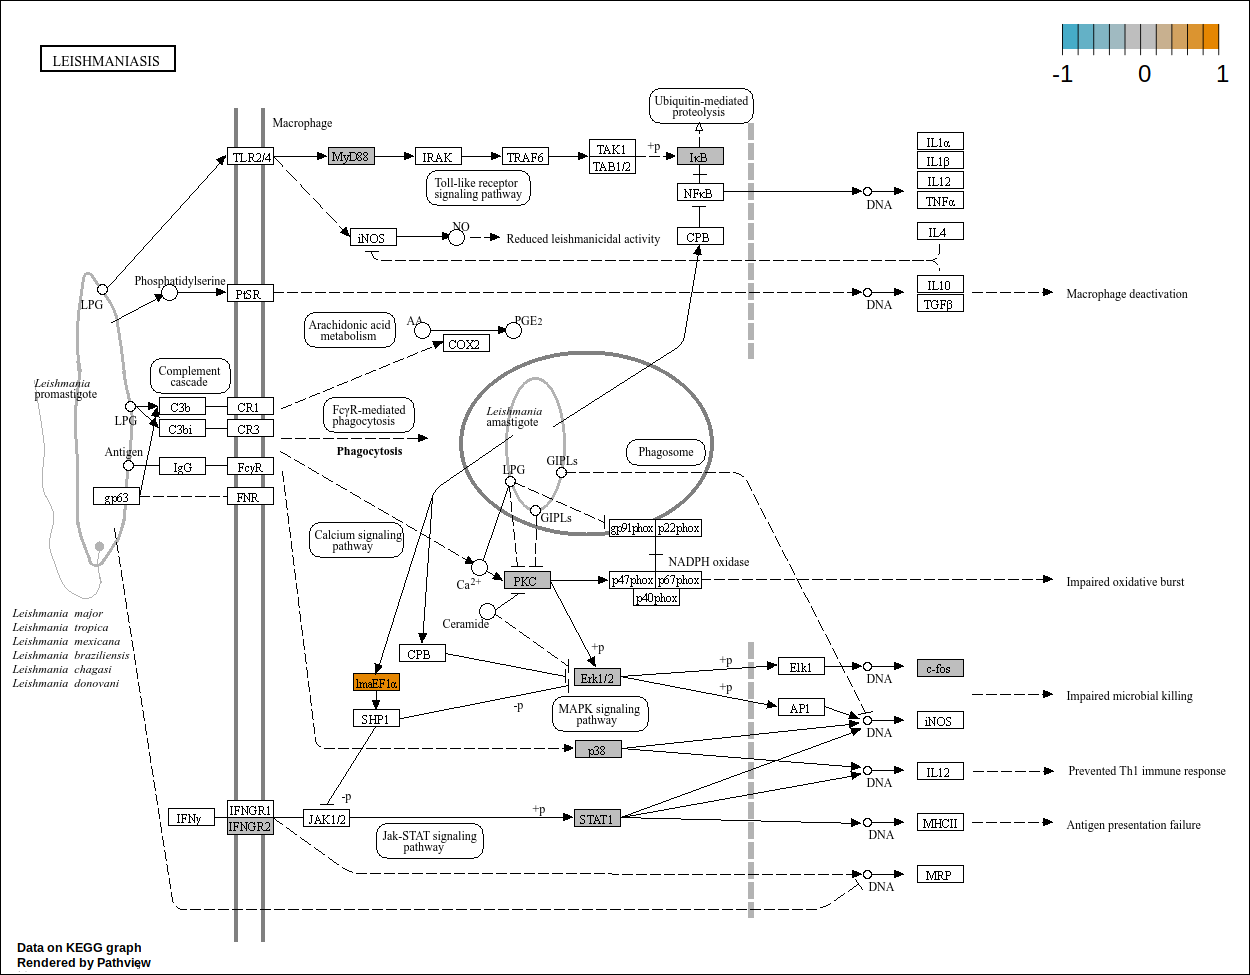 LEISHMANIASIS
-1 0 1
Macrophage
Ubiquitin-mediated
proteolysis
TLR2/4
MyD88
IRAK
TRAF6
TAK1
TAB1/2
+p
IκB
Toll-like receptor
signaling pathway
NFκB
DNA
IL1α
IL1β
IL12
TNFα
iNOS
NO
Reduced leishmanicidal activity
CPB
IL4
Phosphatidylserine
LPG
PtSR
DNA
IL10
TGFβ
Macrophage deactivation
Arachidonic acid
metabolism
AA
PGE2
COX2
Complement
cascade
Leishmania
promastigote
LPG
C3b
CR1
C3bi
CR3
FcγR-mediated
phagocytosis
Phagocytosis
Leishmania
amastigote
Phagosome
Antigen
IgG
FcγR
gp63
FNR
LPG
GIPLs
GIPLs
Calcium signaling
pathway
gp91phox
p22phox
NADPH oxidase
Ca2+
PKC
p47phox
p67phox
p40phox
Impaired oxidative burst
Ceramide
Leishmania major
Leishmania tropica
Leishmania mexicana
Leishmania braziliensis
Leishmania chagasi
Leishmania donovani
CPB
+p
lmaEF1α
Erk1/2
+p
+p
Elk1
DNA
c-fos
Impaired microbial killing
SHP1
-p
MAPK signaling
pathway
AP1
DNA
iNOS
p38
DNA
IL12
Prevented Th1 immune response
-p
IFNγ
IFNGR1
IFNGR2
JAK1/2
+p
STAT1
DNA
MHCII
Antigen presentation failure
Jak-STAT signaling
pathway
DNA
MRP
Data on KEGG graph
Rendered by Pathview